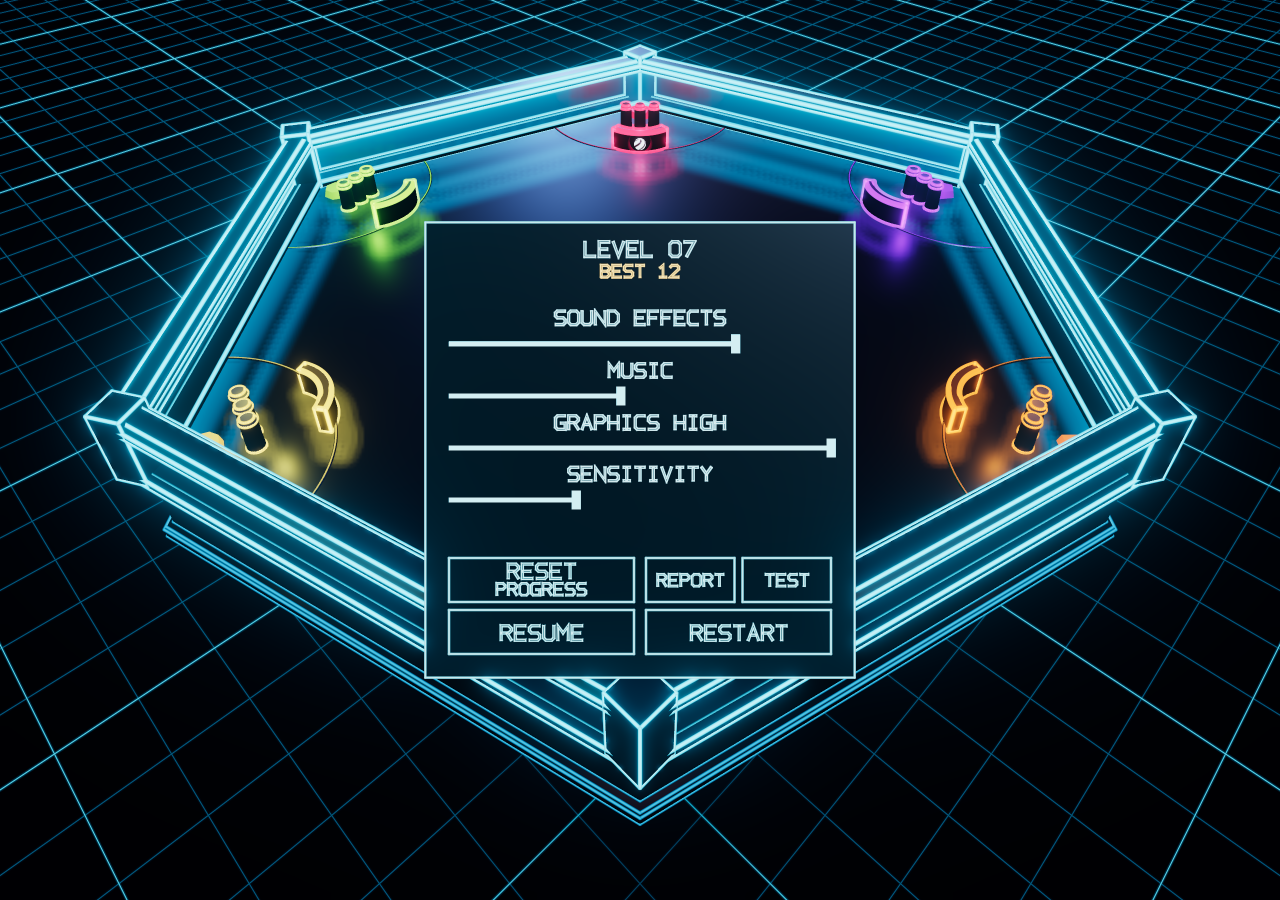 LEVEL 07
BEST 12
SOUND EFFECTS
MUSIC
GRAPHICS HIGH
SENSITIVITY
RESET
PROGRESS
REPORT
TEST
RESUME
RESTART